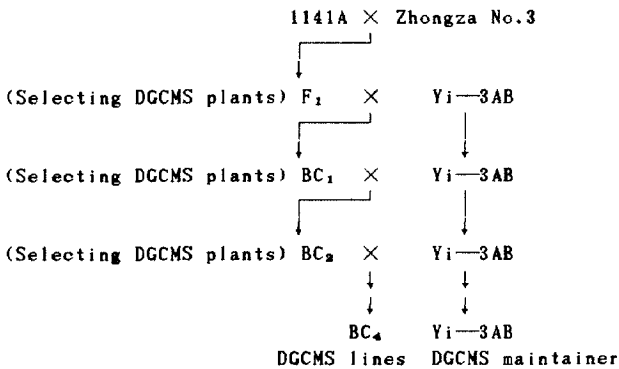 1141A × Zhongza No.3
(Selecting DGCMS plants) F₁ × Yi—3AB
(Selecting DGCMS plants) BC₁ × Yi—3AB
(Selecting DGCMS plants) BC₂ × Yi—3AB
BC₄ Yi—3AB
DGCMS lines DGCMS maintainer